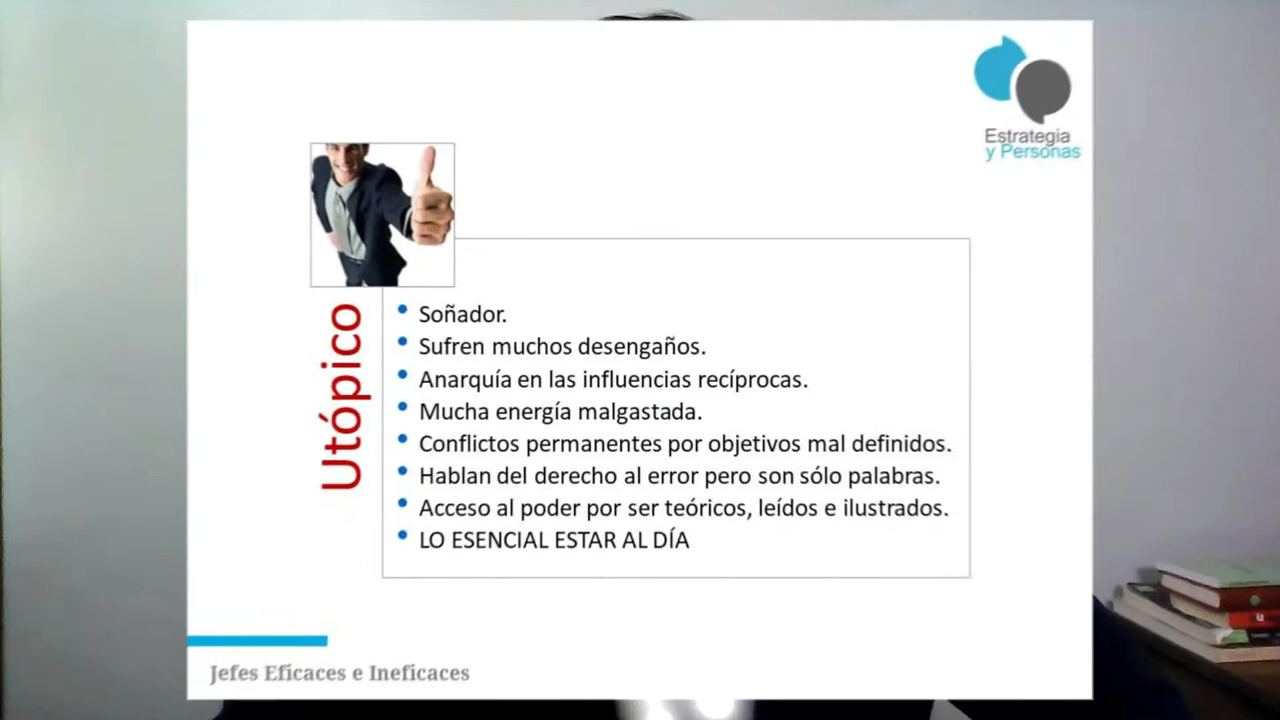 Estrategia
y Personas
Utópico
Soñador.
Sufren muchos desengaños.
Anarquía en las influencias recíprocas.
Mucha energía malgastada.
Conflictos permanentes por objetivos mal definidos.
Hablan del derecho al error pero son sólo palabras.
Acceso al poder por ser teóricos, leídos e ilustrados.
LO ESENCIAL ESTAR AL DÍA
Jefes Eficaces e Ineficaces